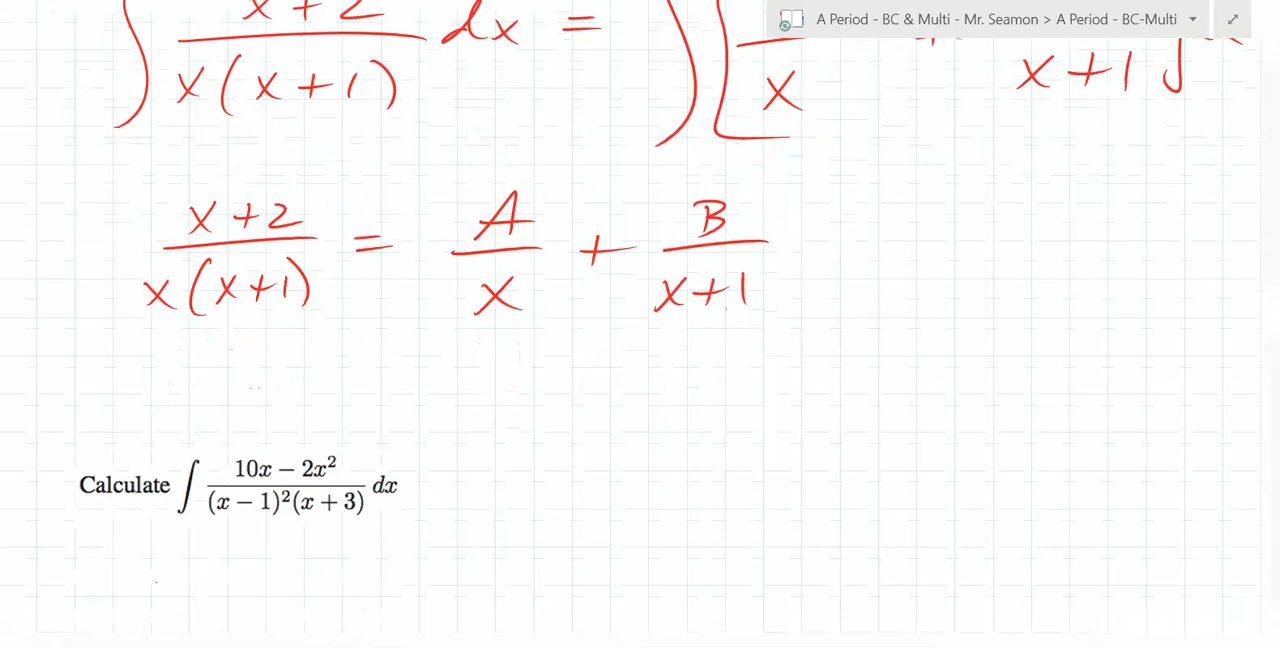 A Period - BC & Multi - Mr. Seamon > A Period - BC-Multi
∫ x + 2 / x(x + 1) dx = ∫ [ / x + / x + 1 ]
x + 2 / x(x + 1) = A / x + B / x + 1
Calculate ∫ 10x − 2x² / (x − 1)²(x + 3) dx